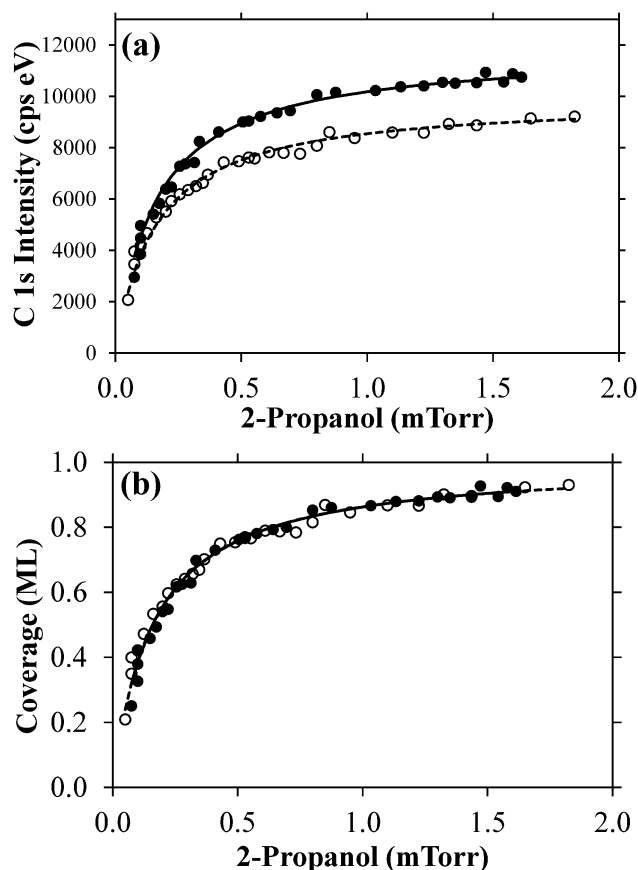 (a)
12000
10000
8000
6000
4000
2000
0
C 1s Intensity (cps eV)
0.0 0.5 1.0 1.5 2.0
2-Propanol (mTorr)
(b)
1.0
0.8
0.6
0.4
0.2
0.0
Coverage (ML)
0.0 0.5 1.0 1.5 2.0
2-Propanol (mTorr)